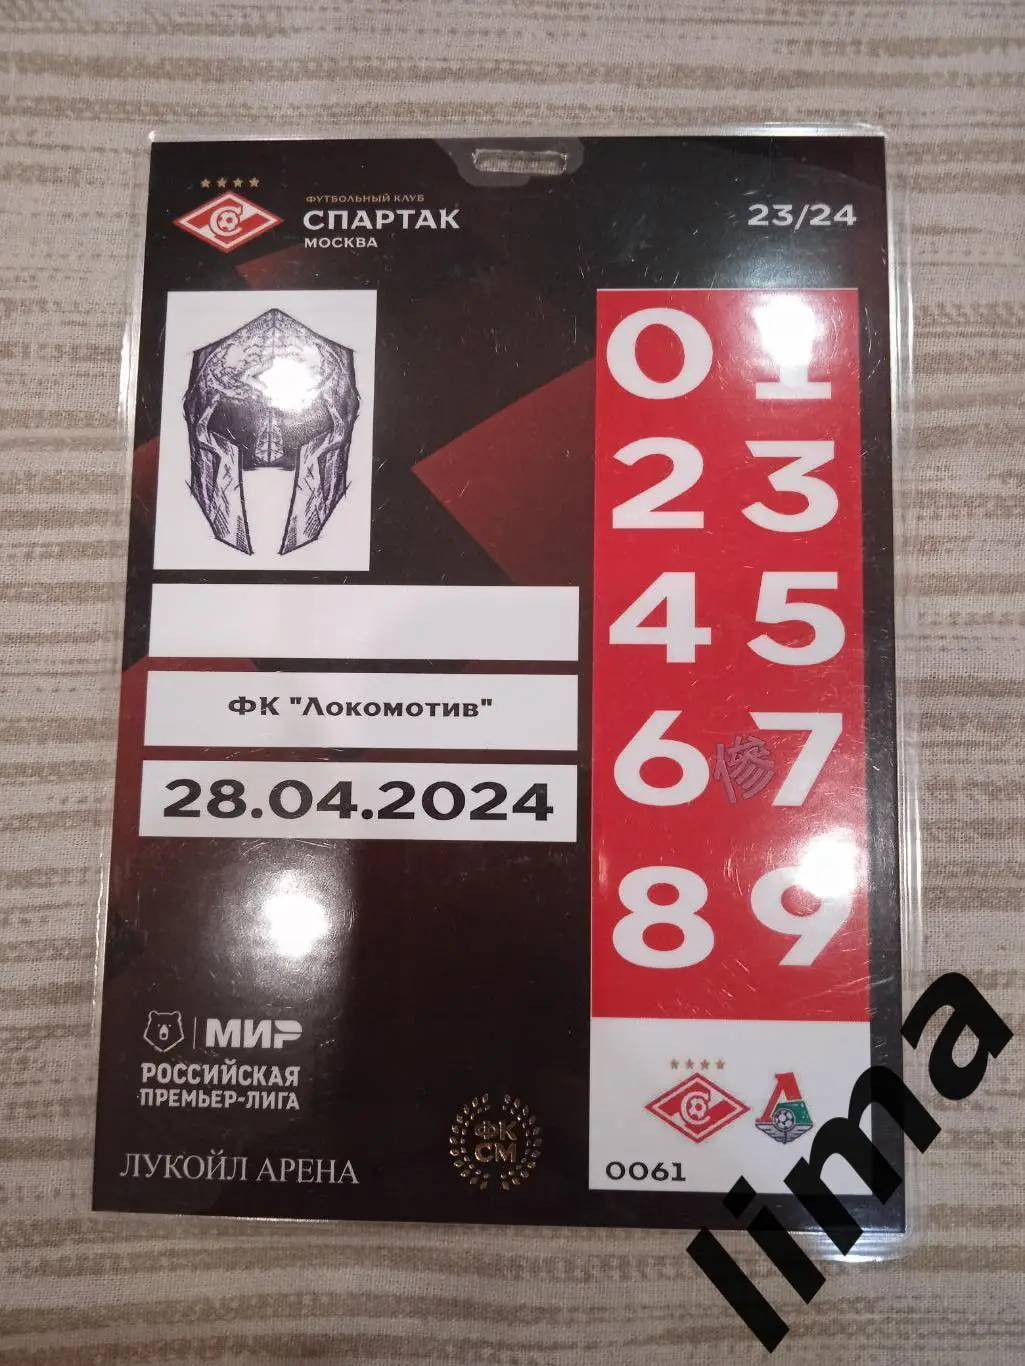 ФУТБОЛЬНЫЙ КЛУБ
СПАРТАК
МОСКВА
23/24
0 1
2 3
4 5
6 惨 7
8 9
ФК "Локомотив"
28.04.2024
МИР
РОССИЙСКАЯ
ПРЕМЬЕР-ЛИГА
ЛУКОЙЛ АРЕНА
ФК
СМ
0061
lima